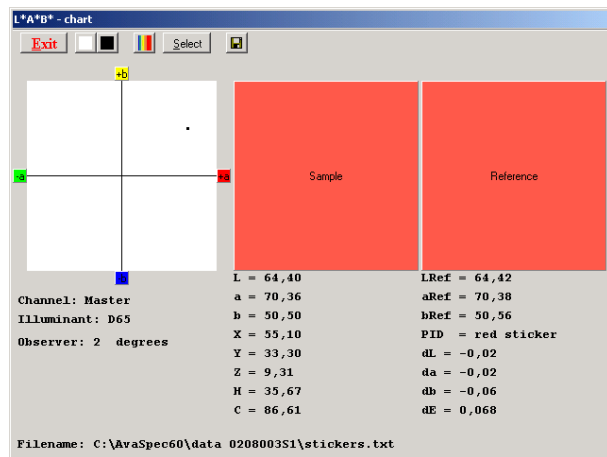 L*A*B* - chart
Exit
Select
+b
-a
+a
Sample
Reference
L = 64,40
LRef = 64,42
Channel: Master
a = 70,36
aRef = 70,38
Illuminant: D65
b = 50,50
bRef = 50,56
Observer: 2 degrees
X = 55,10
PID = red sticker
Y = 33,30
dL = -0,02
Z = 9,31
da = -0,02
H = 35,67
db = -0,06
C = 86,61
dE = 0,068
Filename: C:\AvaSpec60\data 0208003S1\stickers.txt